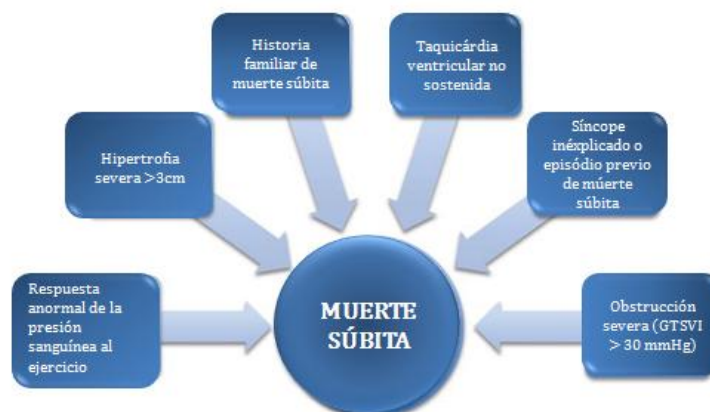 Historia
familiar de
muerte súbita
Taquicárdia
ventricular no
sostenida
Hipertrofia
severa >3cm
Síncope
inéxplicado o
episódio previo
de múerte
súbita
Respuesta
anormal de la
presión
sanguínea al
ejercicio
MUERTE
SÚBITA
Obstrucción
severa (GTSVI
> 30 mmHg)